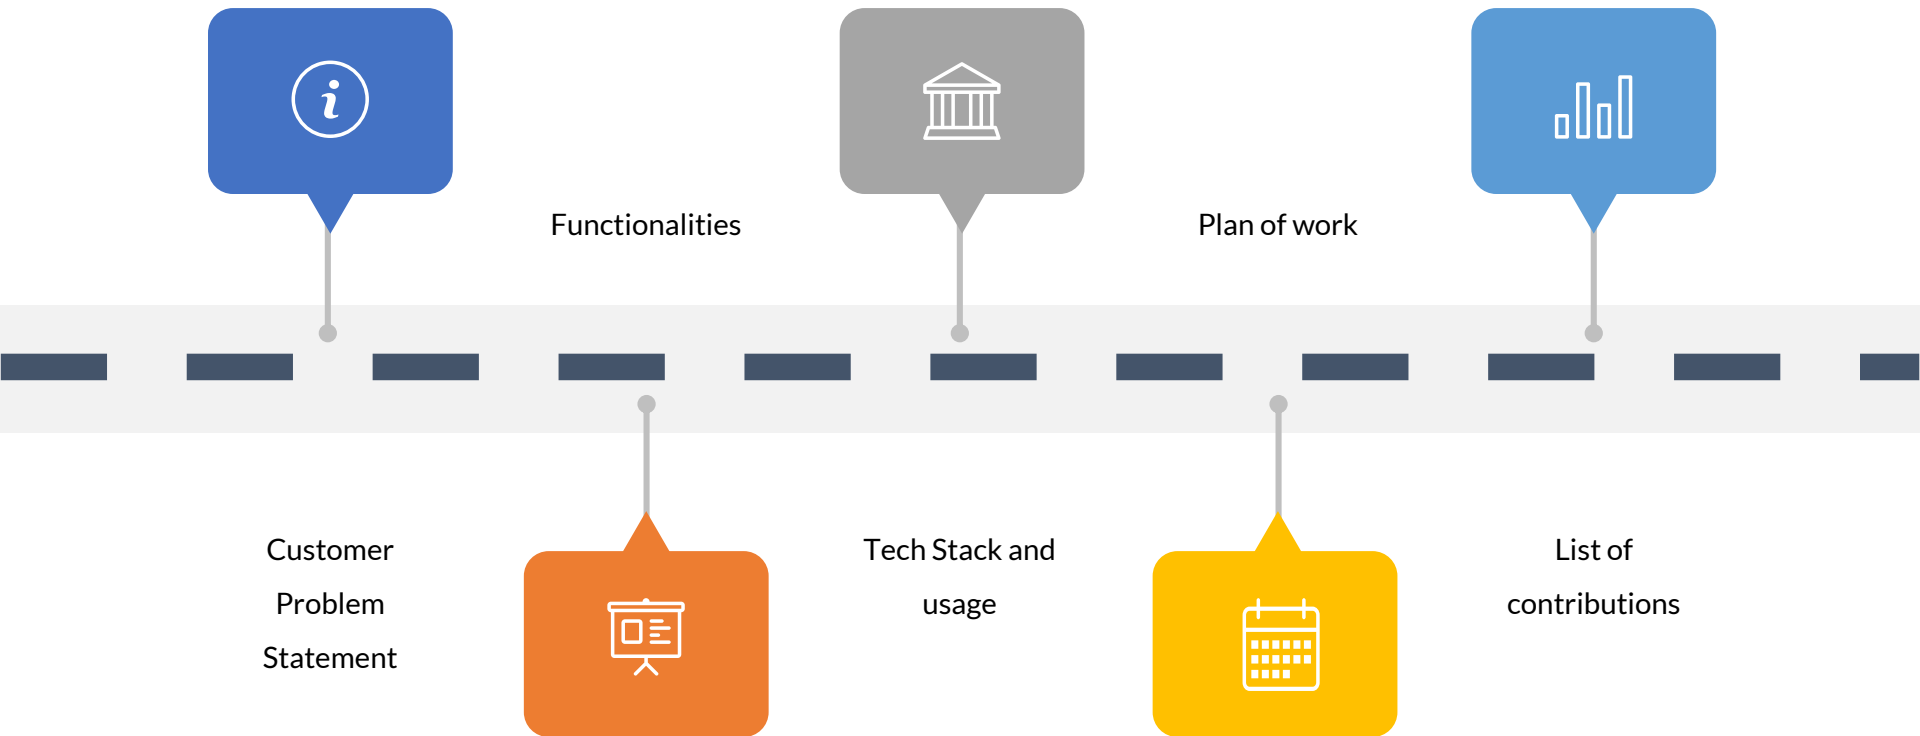 Functionalities
Plan of work
Customer
Problem
Statement
Tech Stack and
usage
List of
contributions